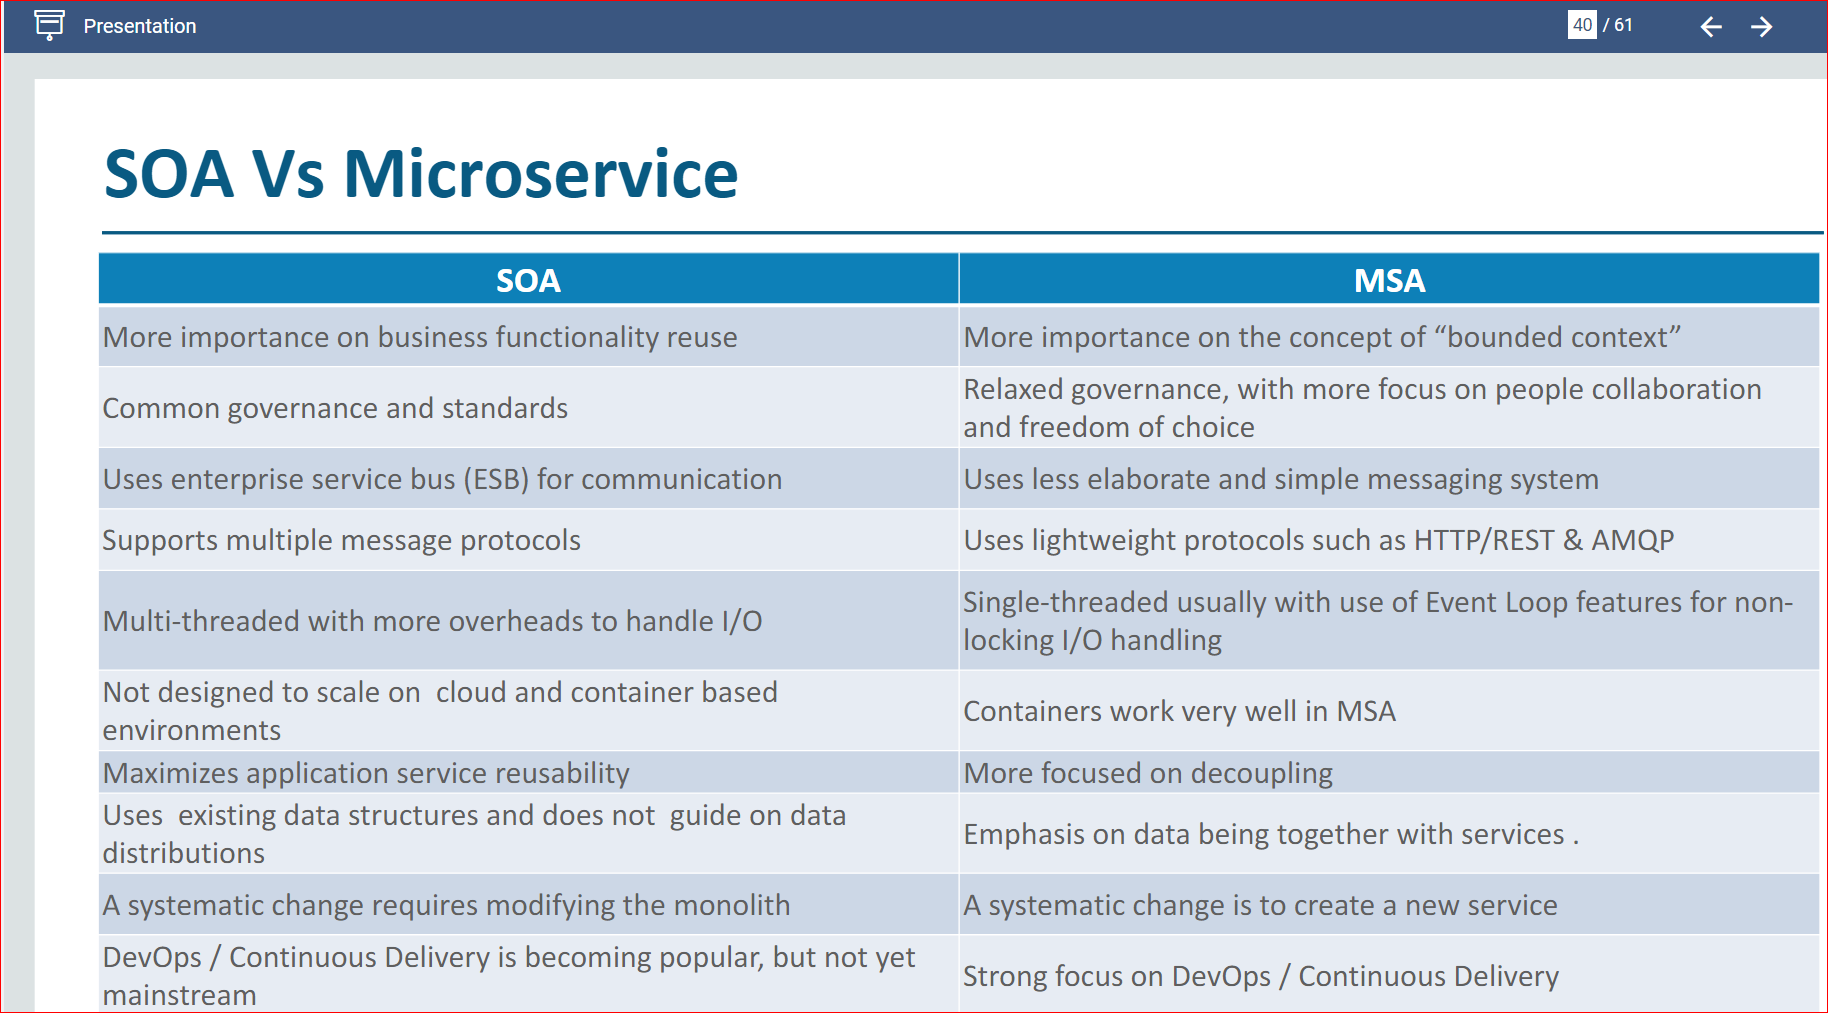 Presentation
40 / 61
SOA Vs Microservice
SOA
MSA
More importance on business functionality reuse
More importance on the concept of “bounded context”
Common governance and standards
Relaxed governance, with more focus on people collaboration
and freedom of choice
Uses enterprise service bus (ESB) for communication
Uses less elaborate and simple messaging system
Supports multiple message protocols
Uses lightweight protocols such as HTTP/REST & AMQP
Multi-threaded with more overheads to handle I/O
Single-threaded usually with use of Event Loop features for non-
locking I/O handling
Not designed to scale on  cloud and container based
environments
Containers work very well in MSA
Maximizes application service reusability
More focused on decoupling
Uses  existing data structures and does not  guide on data
distributions
Emphasis on data being together with services .
A systematic change requires modifying the monolith
A systematic change is to create a new service
DevOps / Continuous Delivery is becoming popular, but not yet
mainstream
Strong focus on DevOps / Continuous Delivery